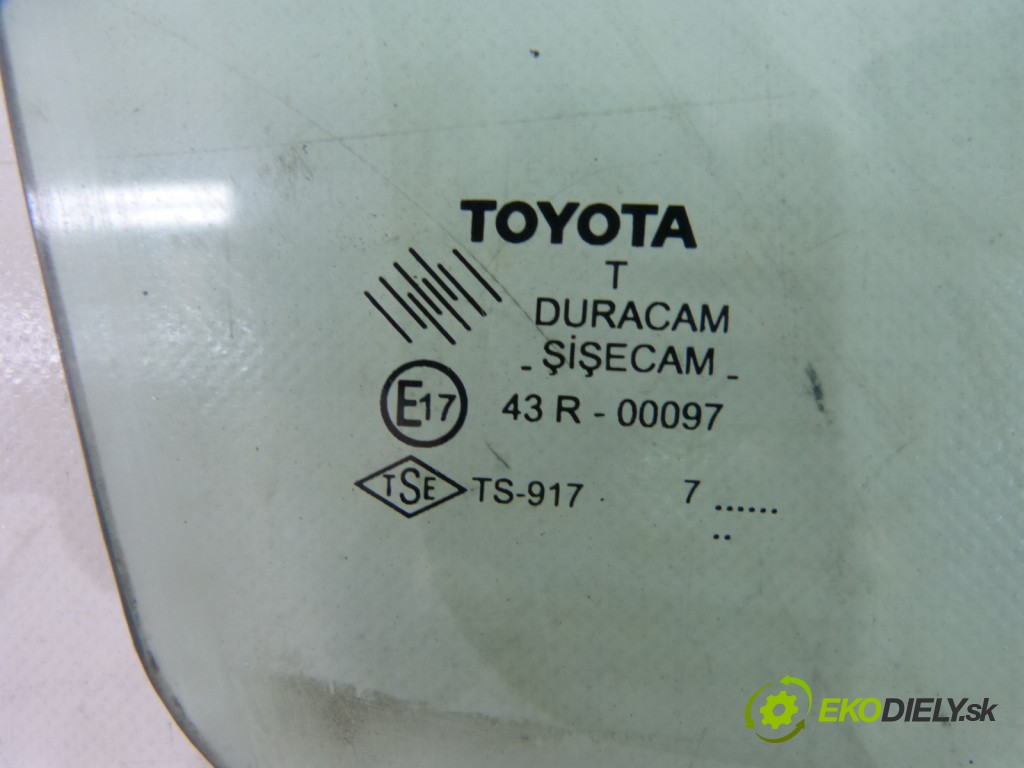 TOYOTA
T
DURACAM
- ŞİŞECAM -
E17 43 R - 00097
TSE TS-917 7 ......
..
EKODIELY.sk